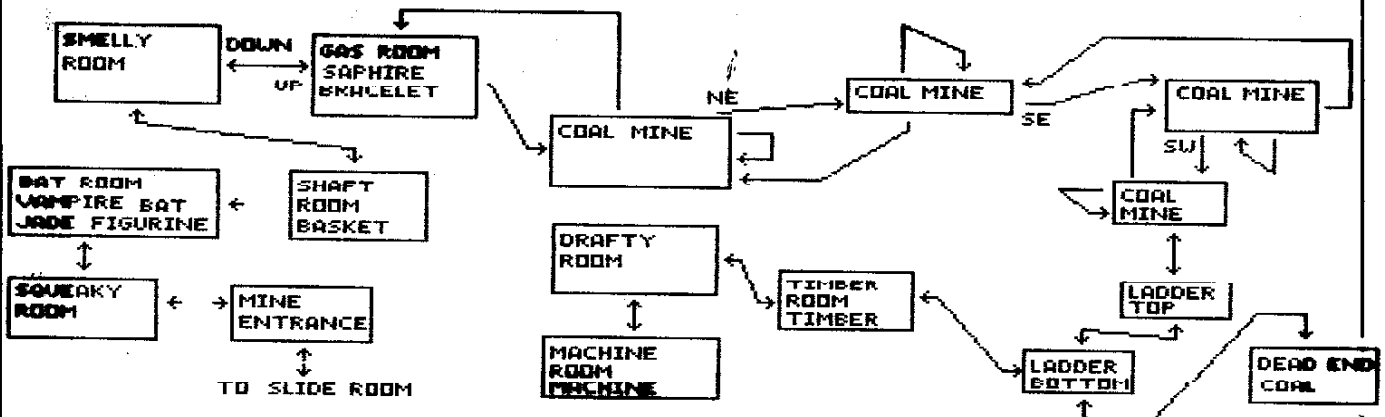 SMELLY
ROOM
DOWN
UP
GAS ROOM
SAPHIRE
BRACELET
COAL MINE
NE
COAL MINE
SE
COAL MINE
SW
COAL
MINE
BAT ROOM
VAMPIRE BAT
JADE FIGURINE
SHAFT
ROOM
BASKET
DRAFTY
ROOM
TIMBER
ROOM
TIMBER
LADDER
TOP
SQUEAKY
ROOM
MINE
ENTRANCE
TO SLIDE ROOM
MACHINE
ROOM
MACHINE
LADDER
BOTTOM
DEAD END
COAL